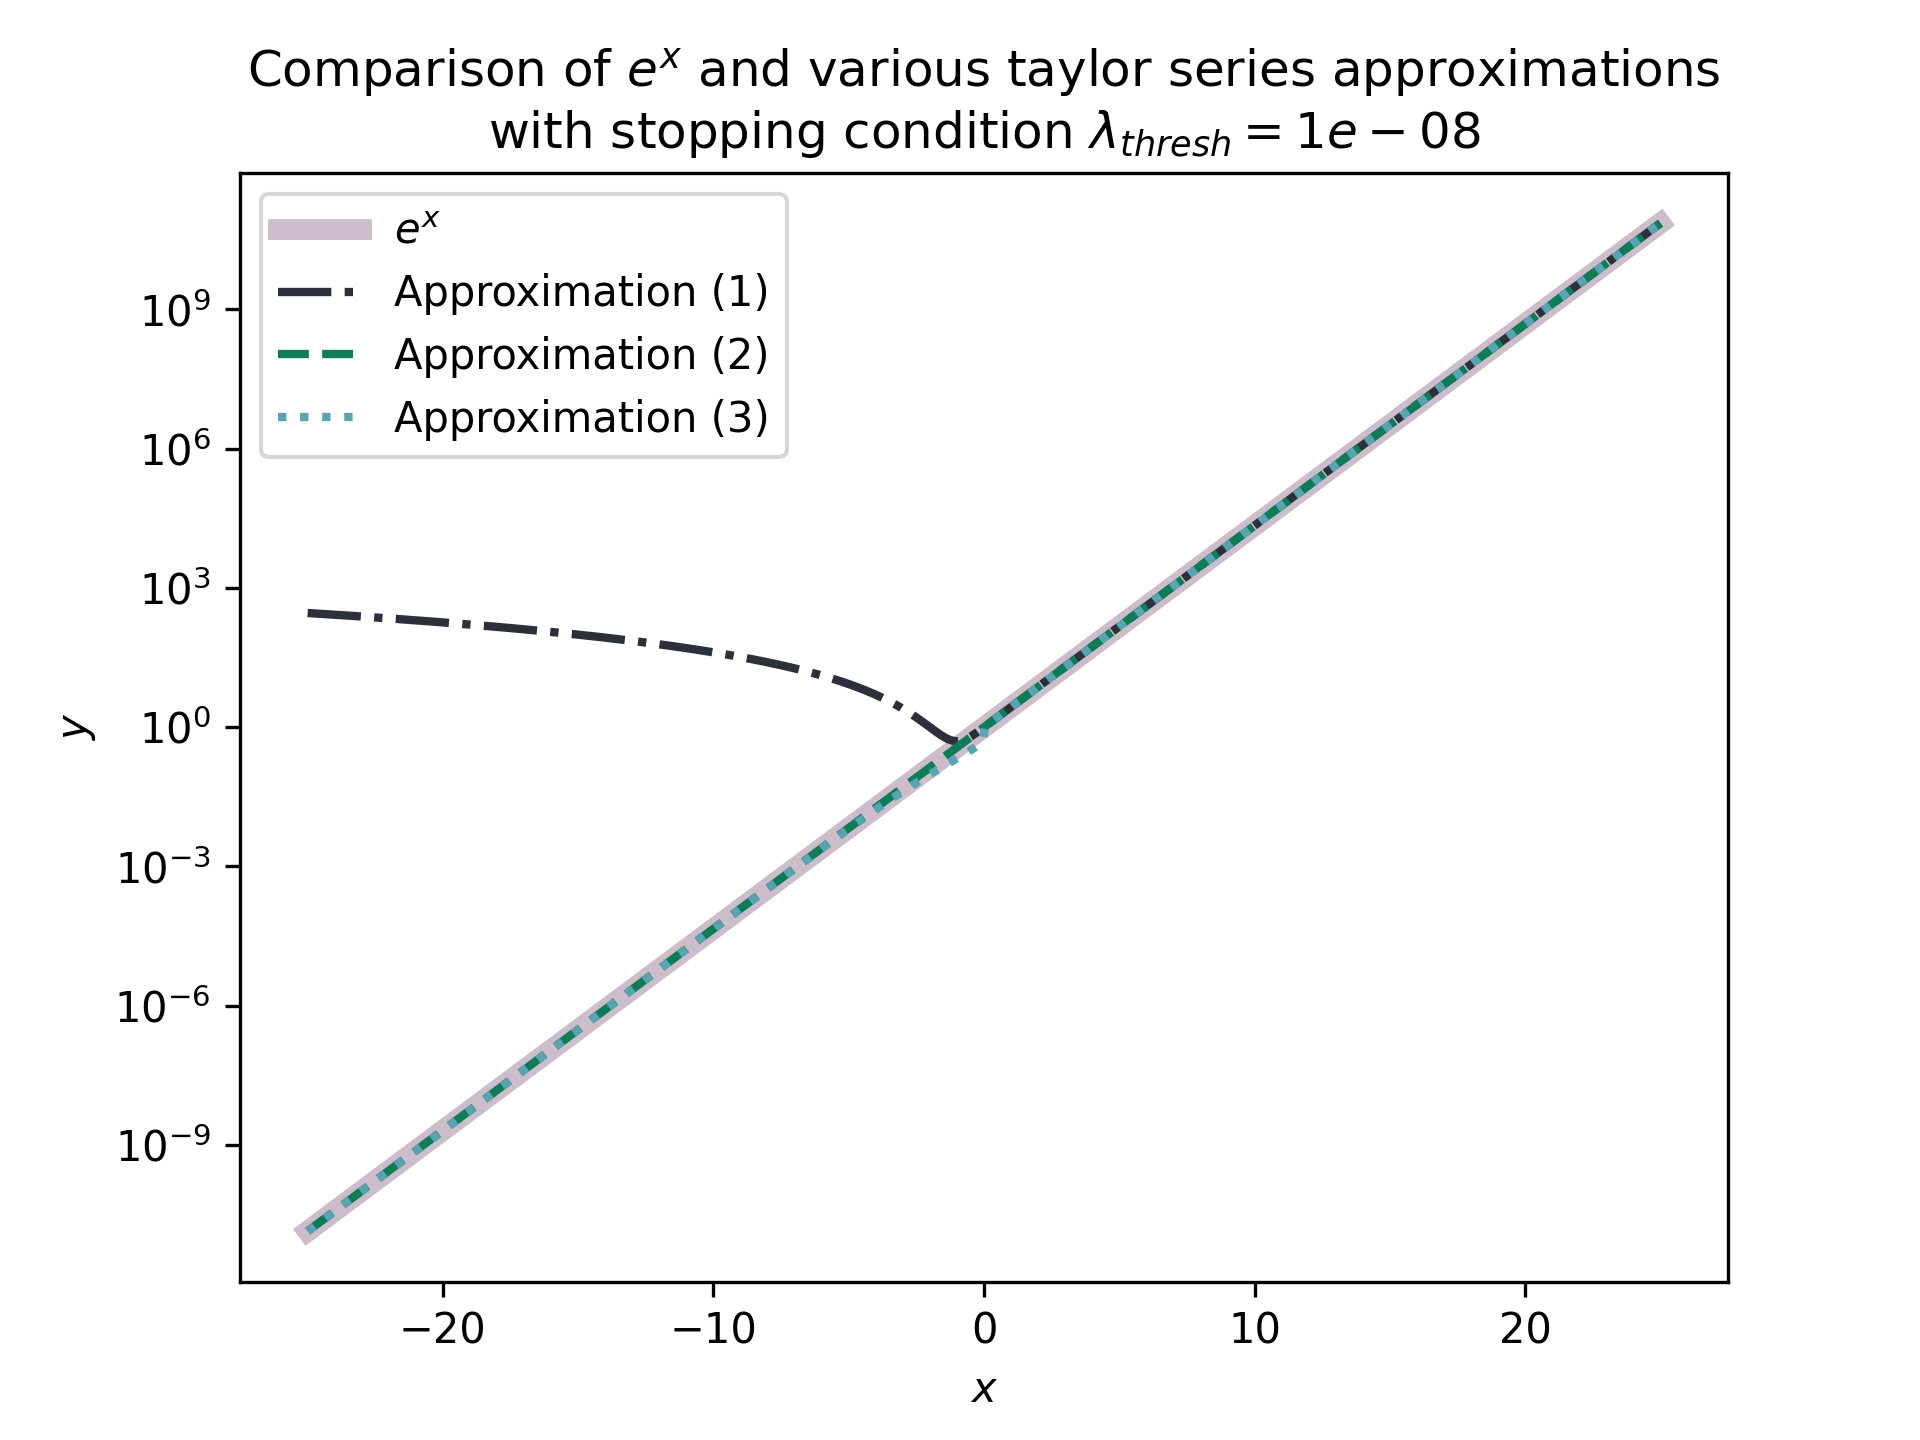 Comparison of e^x and various taylor series approximations
with stopping condition λ_thresh = 1e − 08
e^x
Approximation (1)
Approximation (2)
Approximation (3)
10^9
10^6
10^3
10^0
10^−3
10^−6
10^−9
y
−20 −10 0 10 20
x